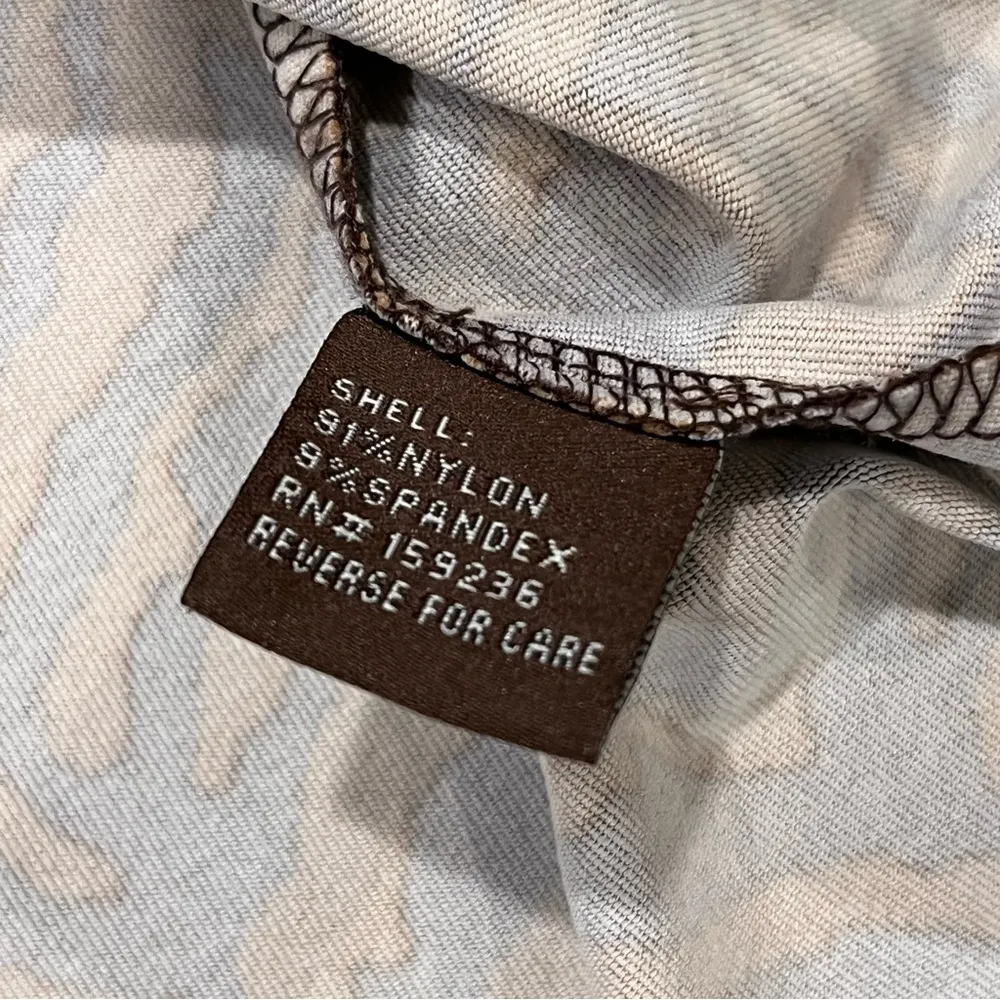 SHELL:
91%NYLON
9%SPANDEX
RN# 159236
REVERSE FOR CARE